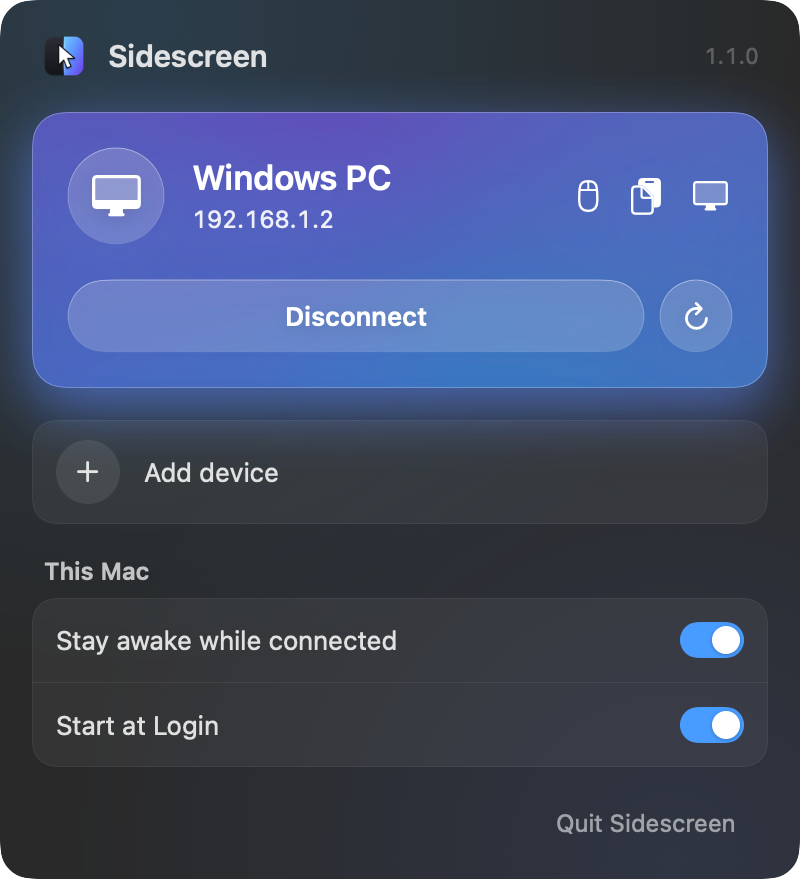 Sidescreen
1.1.0
Windows PC
192.168.1.2
Disconnect
Add device
This Mac
Stay awake while connected
Start at Login
Quit Sidescreen